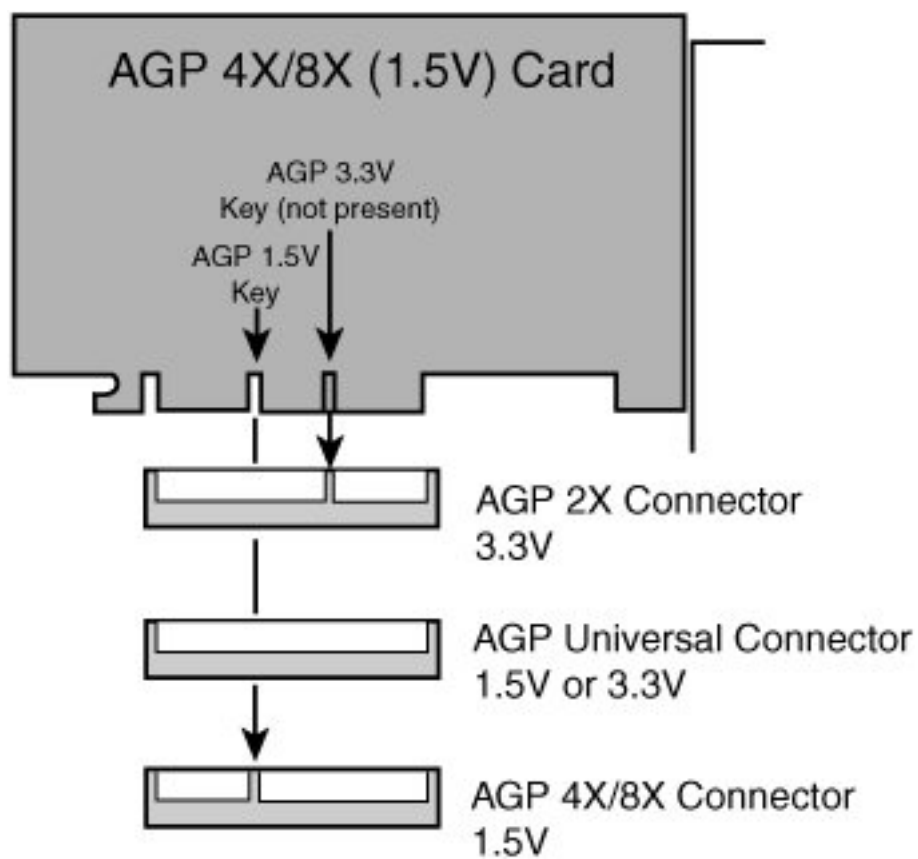 AGP 4X/8X (1.5V) Card
AGP 3.3V
Key (not present)
AGP 1.5V
Key
AGP 2X Connector
3.3V
AGP Universal Connector
1.5V or 3.3V
AGP 4X/8X Connector
1.5V